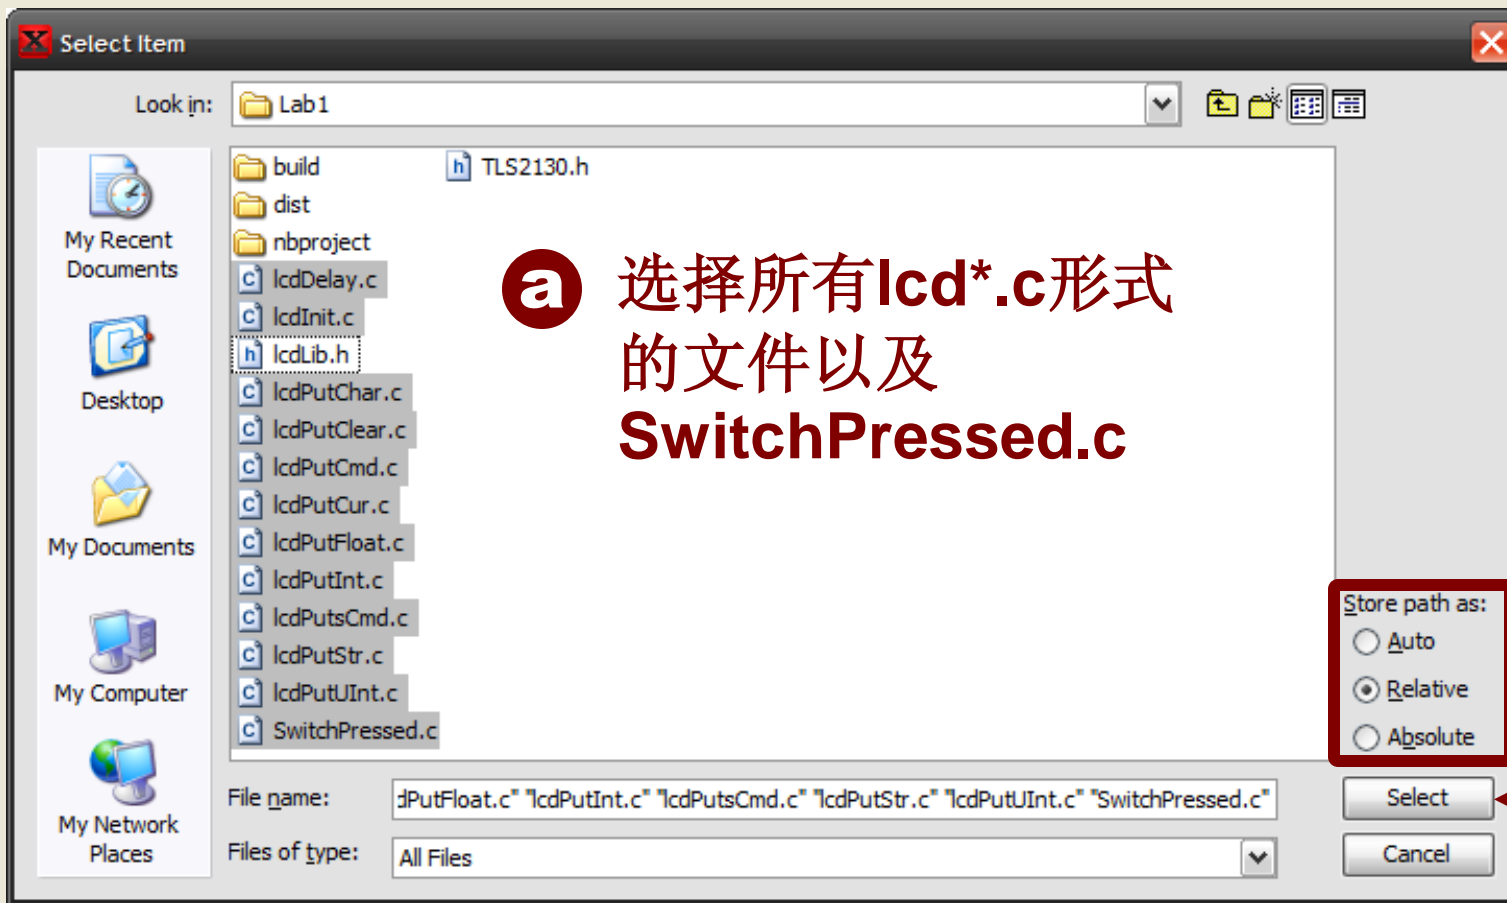 Select Item
Look in:
Lab1
build
dist
nbproject
lcdDelay.c
lcdInit.c
lcdLib.h
lcdPutChar.c
lcdPutClear.c
lcdPutCmd.c
lcdPutCur.c
lcdPutFloat.c
lcdPutInt.c
lcdPutsCmd.c
lcdPutStr.c
lcdPutUInt.c
SwitchPressed.c
TLS2130.h
My Recent
Documents
Desktop
My Documents
My Computer
My Network
Places
a
选择所有lcd*.c形式
的文件以及
SwitchPressed.c
Store path as:
Auto
Relative
Absolute
File name:
dPutFloat.c" "lcdPutInt.c" "lcdPutsCmd.c" "lcdPutStr.c" "lcdPutUInt.c" "SwitchPressed.c"
Select
Files of type:
All Files
Cancel